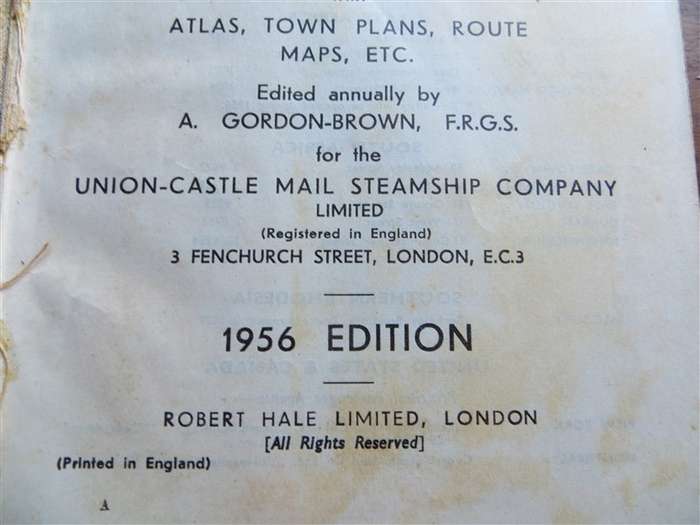 ATLAS, TOWN PLANS, ROUTE
MAPS, ETC.
Edited annually by
A. GORDON-BROWN, F.R.G.S.
for the
UNION-CASTLE MAIL STEAMSHIP COMPANY
LIMITED
(Registered in England)
3 FENCHURCH STREET, LONDON, E.C.3
1956 EDITION
ROBERT HALE LIMITED, LONDON
[All Rights Reserved]
(Printed in England)
A